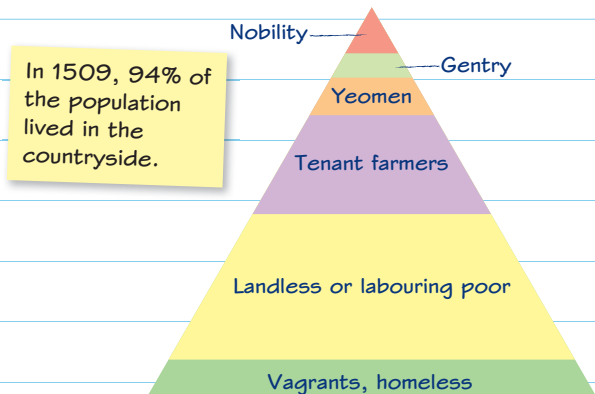 Nobility
Gentry
In 1509, 94% of
the population
lived in the
countryside.
Yeomen
Tenant farmers
Landless or labouring poor
Vagrants, homeless